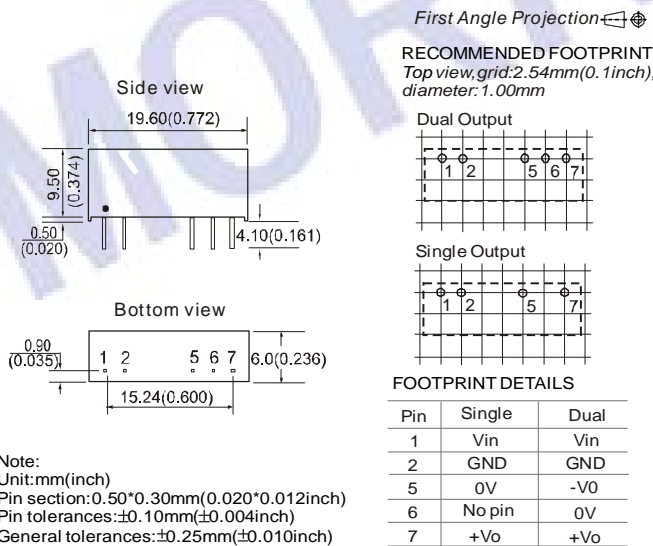 First Angle Projection
RECOMMENDED FOOTPRINT
Top view,grid:2.54mm(0.1inch),
diameter:1.00mm
Side view
19.60(0.772)
9.50
(0.374)
0.50
(0.020)
4.10(0.161)
Dual Output
1 2 5 6 7
Single Output
1 2 5 7
Bottom view
0.90
(0.035)
1 2 5 6 7
6.0(0.236)
15.24(0.600)
FOOTPRINT DETAILS
Pin Single Dual
1 Vin Vin
2 GND GND
5 0V -V0
6 No pin 0V
7 +Vo +Vo
Note:
Unit:mm(inch)
Pin section:0.50*0.30mm(0.020*0.012inch)
Pin tolerances:±0.10mm(±0.004inch)
General tolerances:±0.25mm(±0.010inch)